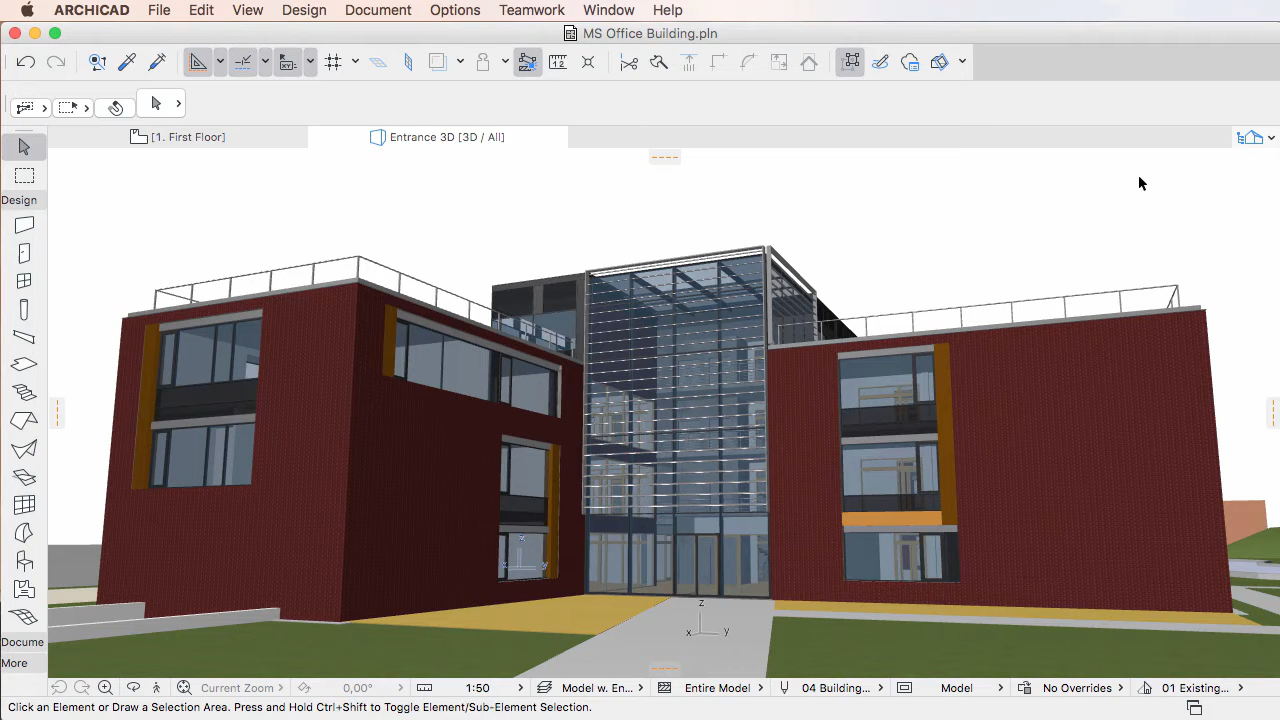 ARCHICAD File Edit View Design Document Options Teamwork Window Help
MS Office Building.pln
[1. First Floor]
Entrance 3D [3D / All]
Design
z
x
y
Docume
More
Current Zoom
0,00°
1:50
Model w. En...
Entire Model
04 Building...
Model
No Overrides
01 Existing...
Click an Element or Draw a Selection Area. Press and Hold Ctrl+Shift to Toggle Element/Sub-Element Selection.